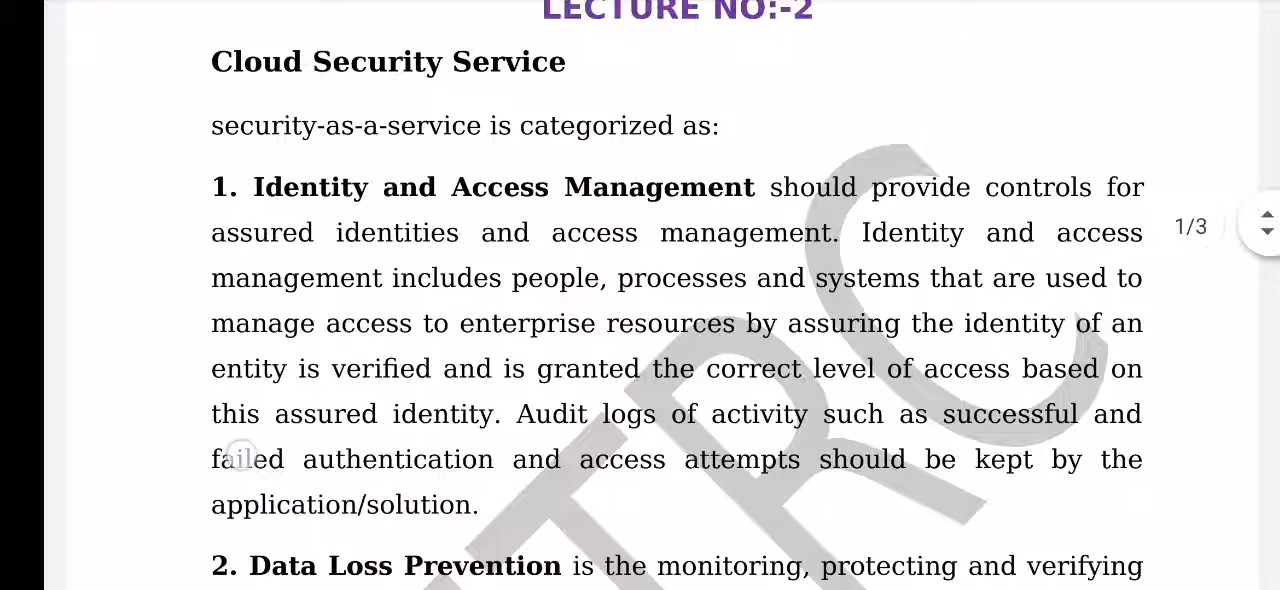 LECTURE NO:-2
Cloud Security Service
security-as-a-service is categorized as:
1. Identity and Access Management should provide controls for
assured identities and access management. Identity and access
management includes people, processes and systems that are used to
manage access to enterprise resources by assuring the identity of an
entity is verified and is granted the correct level of access based on
this assured identity. Audit logs of activity such as successful and
failed authentication and access attempts should be kept by the
application/solution.
2. Data Loss Prevention is the monitoring, protecting and verifying
1/3
TRC